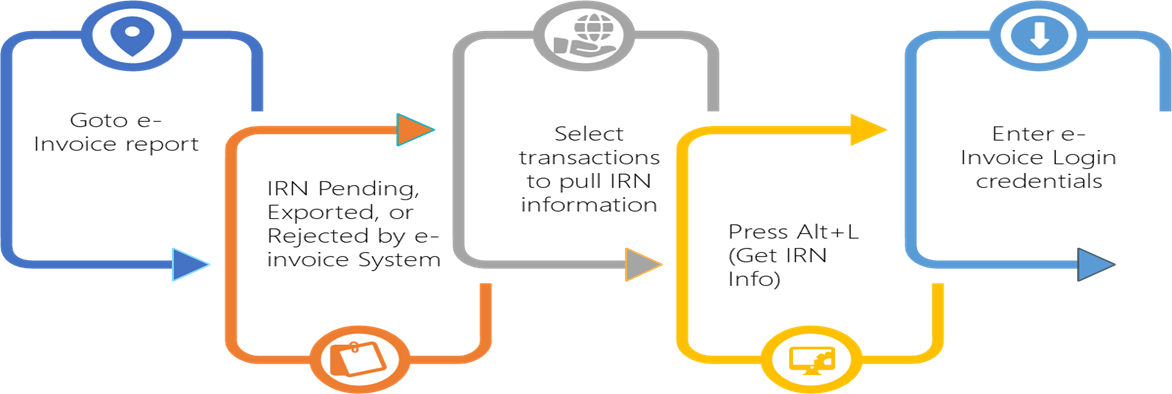 Goto e-
Invoice report
IRN Pending,
Exported, or
Rejected by e-
invoice System
Select
transactions
to pull IRN
information
Press Alt+L
(Get IRN
Info)
Enter e-
Invoice Login
credentials